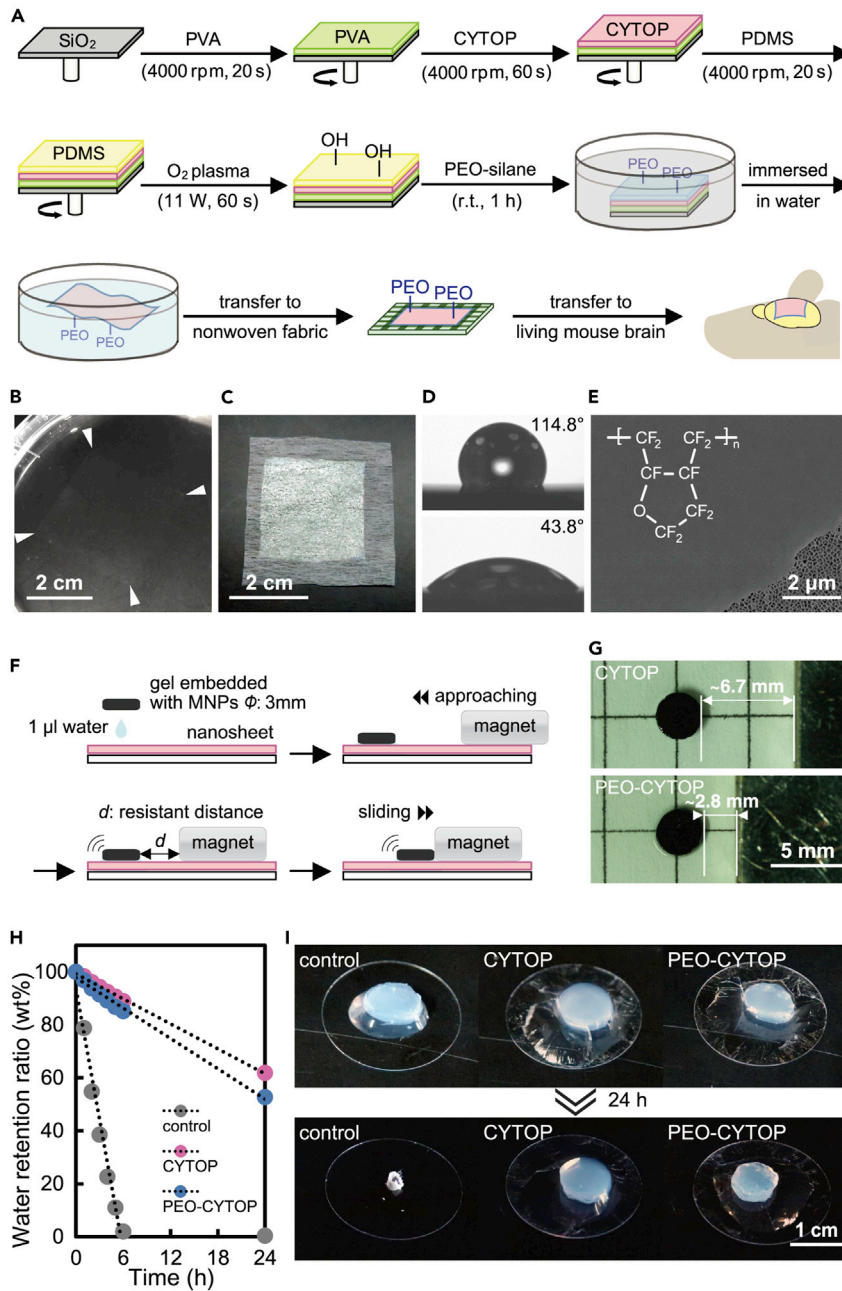 A
SiO2
PVA
(4000 rpm, 20 s)
PVA
CYTOP
(4000 rpm, 60 s)
CYTOP
PDMS
(4000 rpm, 20 s)
PDMS
O2 plasma
(11 W, 60 s)
OH
OH
PEO-silane
(r.t., 1 h)
PEO
PEO
immersed
in water
PEO
PEO
transfer to
nonwoven fabric
PEO
PEO
transfer to
living mouse brain
B
2 cm
C
2 cm
D
114.8°
43.8°
E
CF2
CF2
n
CF
CF
O
CF2
CF2
2 µm
F
gel embedded
with MNPs Φ: 3mm
1 µl water
nanosheet
approaching
magnet
d: resistant distance
d
magnet
sliding
magnet
G
CYTOP
~6.7 mm
PEO-CYTOP
~2.8 mm
5 mm
H
Water retention ratio (wt%)
100
80
60
40
20
0
0
6
12
18
24
Time (h)
control
CYTOP
PEO-CYTOP
I
control
CYTOP
PEO-CYTOP
24 h
control
CYTOP
PEO-CYTOP
1 cm